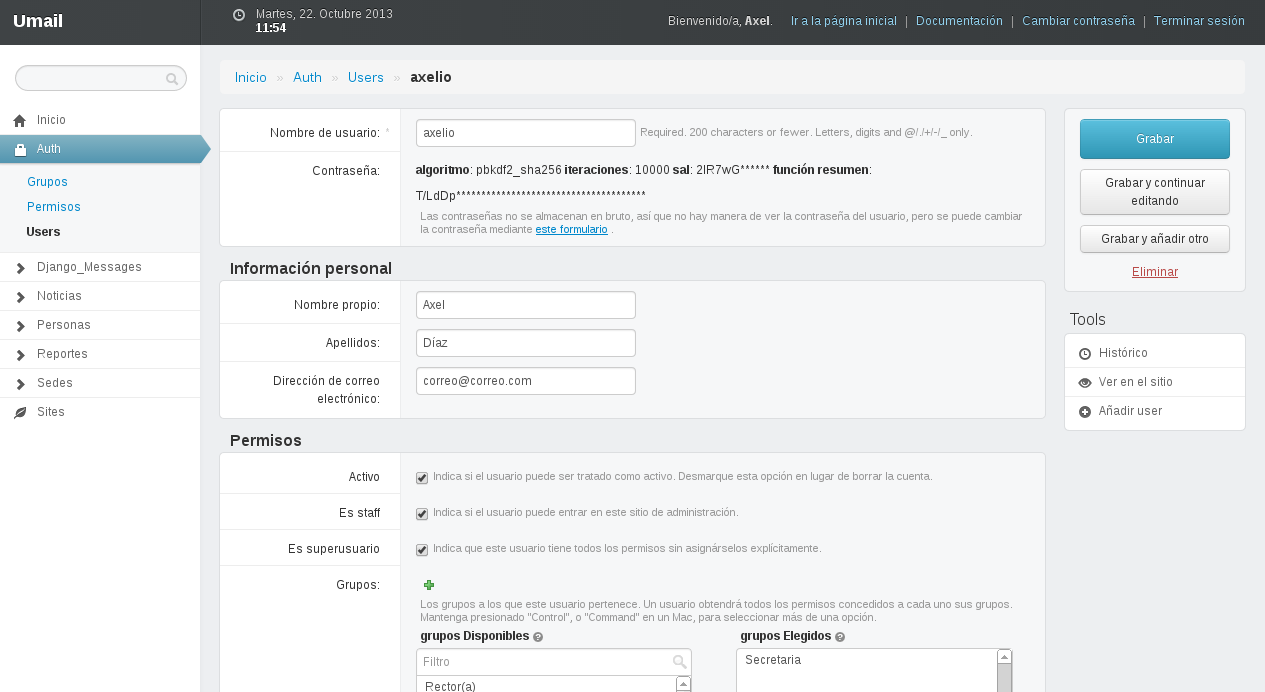 Umail
Martes, 22. Octubre 2013
11:54
Bienvenido/a, Axel. Ir a la página inicial | Documentación | Cambiar contraseña | Terminar sesión
Inicio
Auth
Grupos
Permisos
Users
Django_Messages
Noticias
Personas
Reportes
Sedes
Sites
Inicio » Auth » Users » axelio
Nombre de usuario: * axelio Required. 200 characters or fewer. Letters, digits and @/./+/-/_ only.
Contraseña: algoritmo: pbkdf2_sha256 iteraciones: 10000 sal: 2IR7wG****** función resumen:
T/LdDp**************************************
Las contraseñas no se almacenan en bruto, así que no hay manera de ver la contraseña del usuario, pero se puede cambiar
la contraseña mediante este formulario .
Información personal
Nombre propio: Axel
Apellidos: Díaz
Dirección de correo
electrónico:
correo@correo.com
Permisos
Activo Indica si el usuario puede ser tratado como activo. Desmarque esta opción en lugar de borrar la cuenta.
Es staff Indica si el usuario puede entrar en este sitio de administración.
Es superusuario Indica que este usuario tiene todos los permisos sin asignárselos explícitamente.
Grupos:
Los grupos a los que este usuario pertenece. Un usuario obtendrá todos los permisos concedidos a cada uno sus grupos.
Mantenga presionado "Control", o "Command" en un Mac, para seleccionar más de una opción.
grupos Disponibles ?
Filtro
Rector(a)
grupos Elegidos ?
Secretaria
Grabar
Grabar y continuar
editando
Grabar y añadir otro
Eliminar
Tools
Histórico
Ver en el sitio
Añadir user